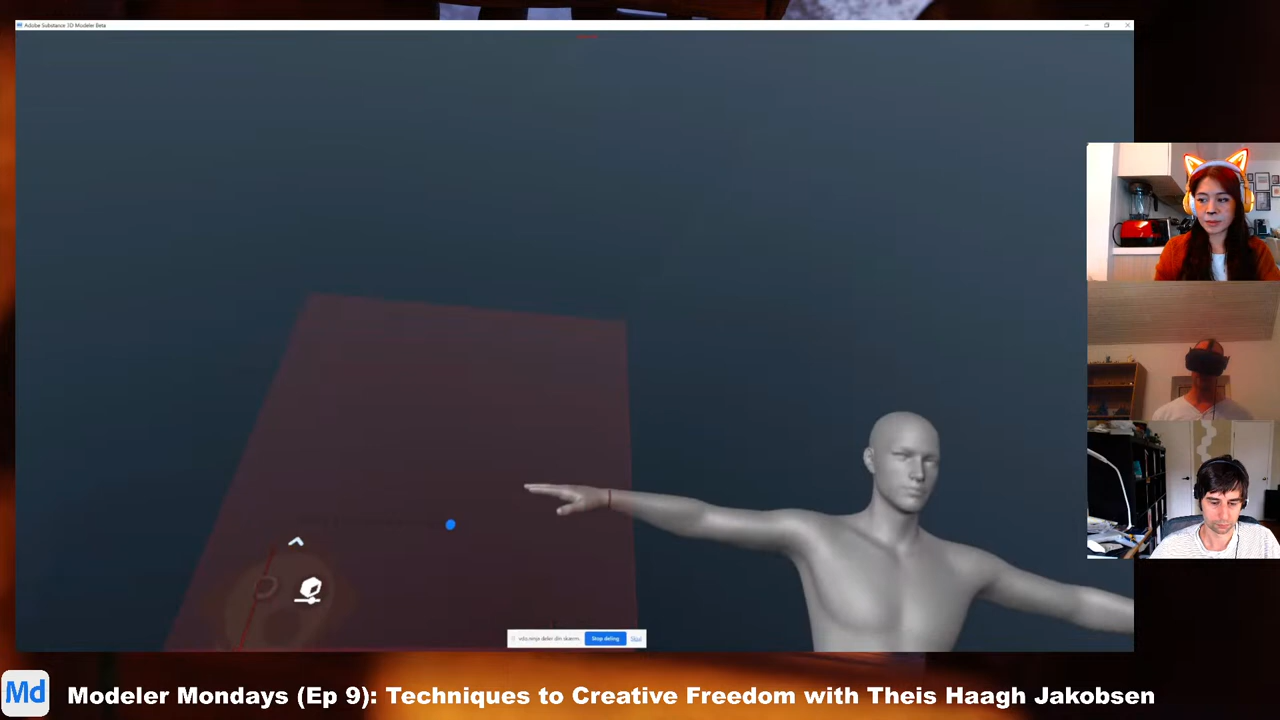 Adobe Substance 3D Modeler Beta
Stop deling
Skjul
Md
Modeler Mondays (Ep 9): Techniques to Creative Freedom with Theis Haagh Jakobsen